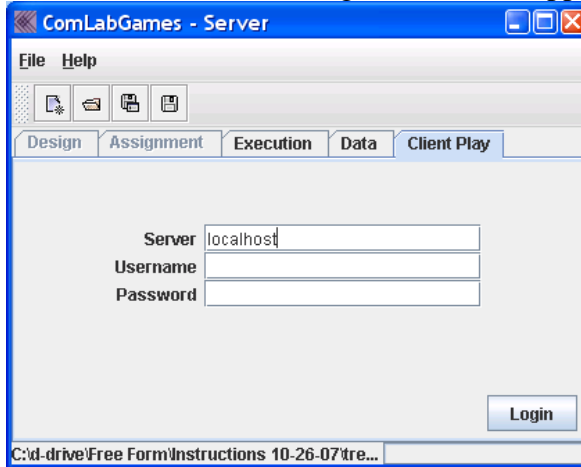 ComLabGames - Server
File Help
Design Assignment Execution Data Client Play
Server localhost
Username
Password
Login
C:\d-drive\Free Form\Instructions 10-26-07\tre...